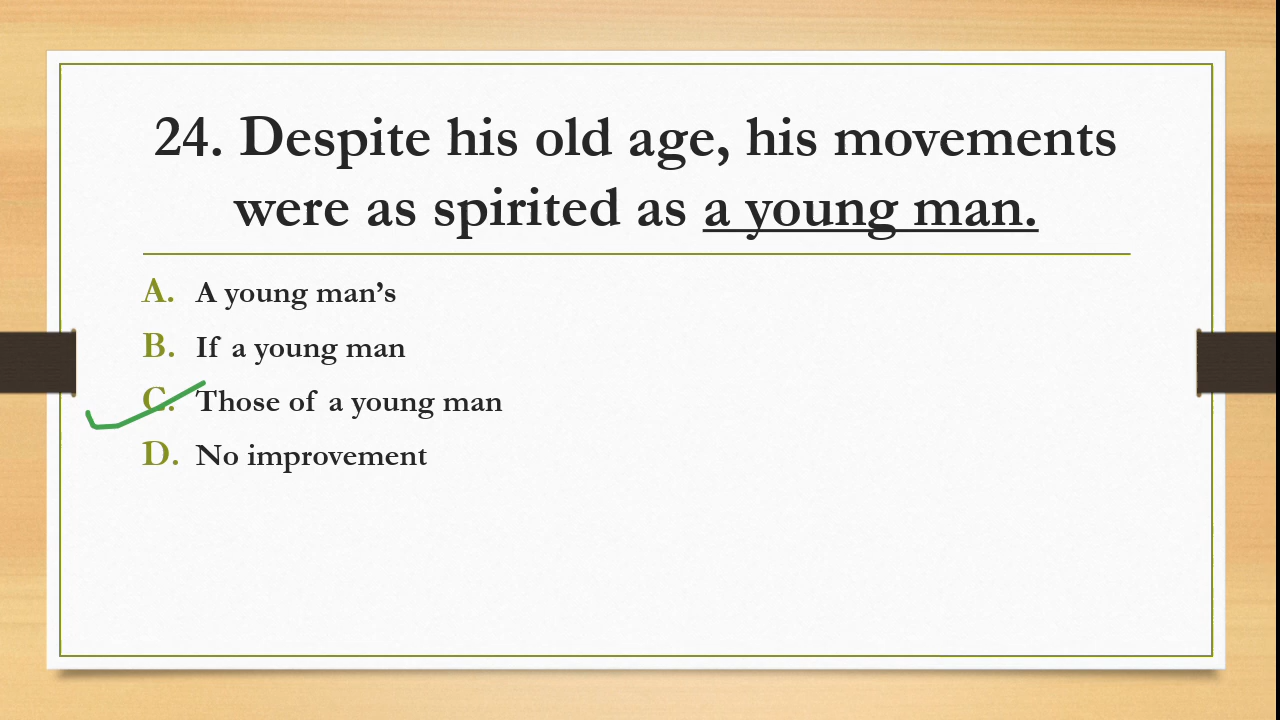 24. Despite his old age, his movements
were as spirited as a young man.
A. A young man’s
B. If a young man
C. Those of a young man
D. No improvement